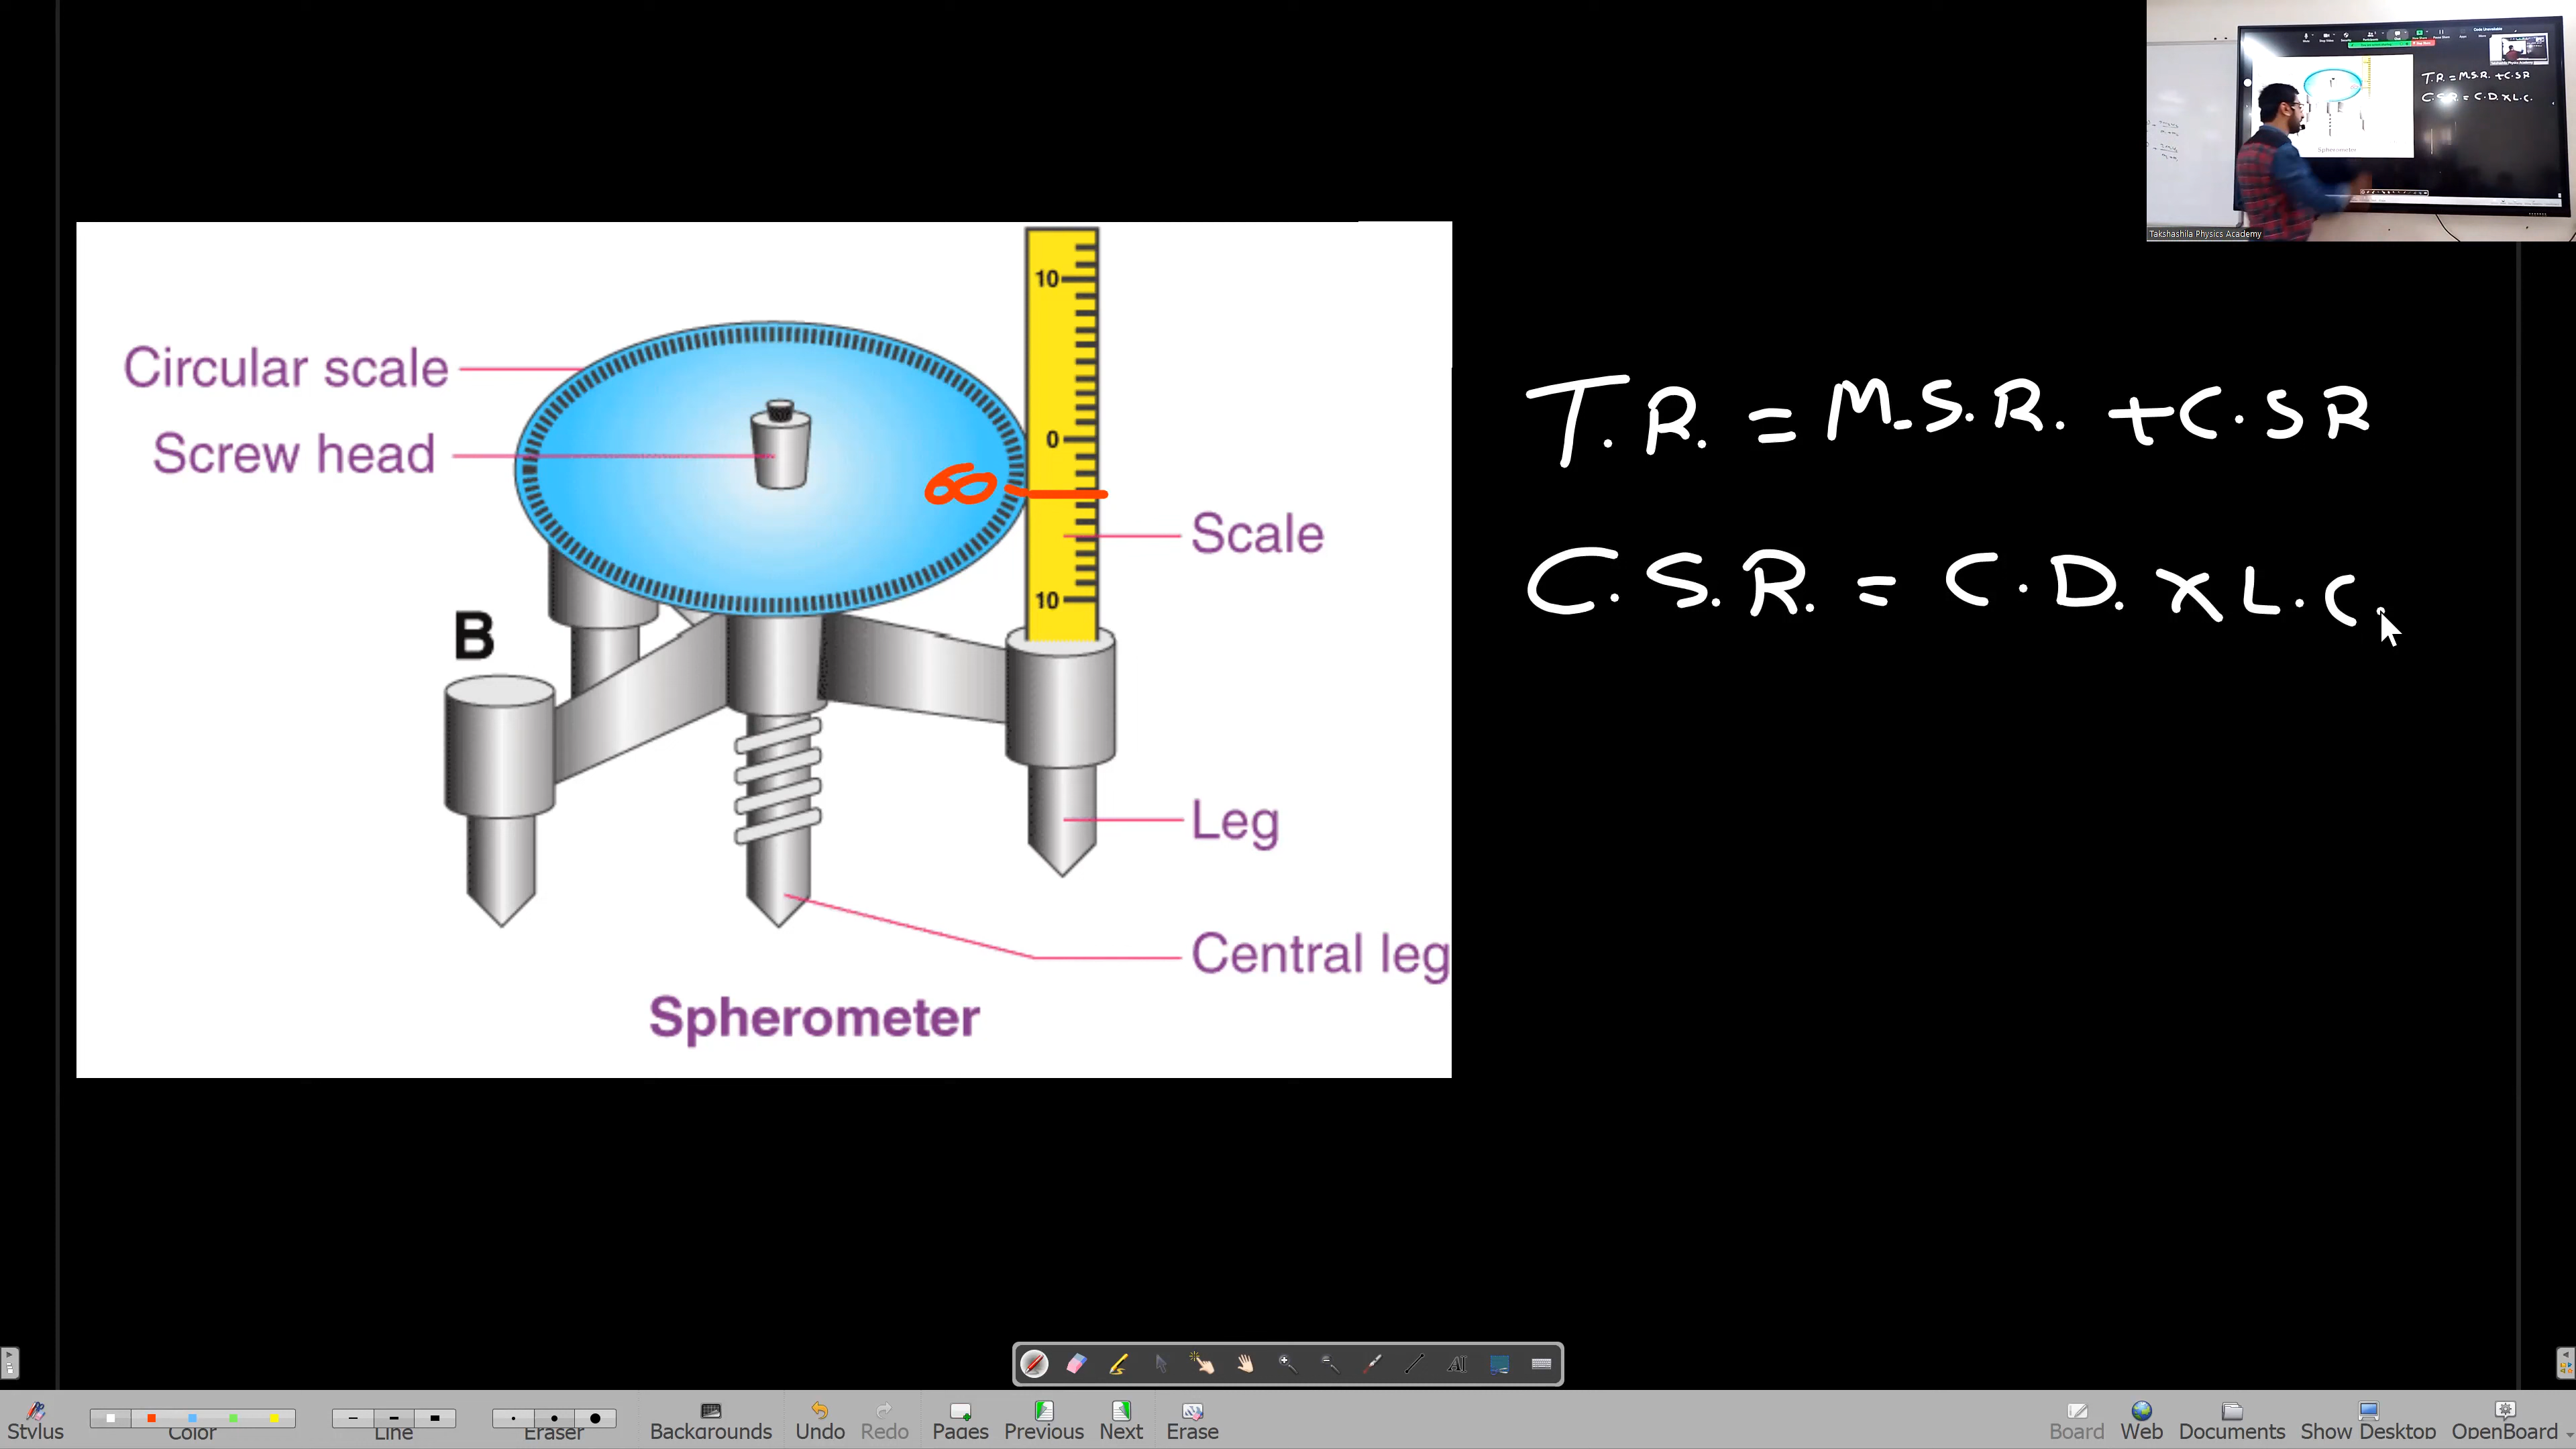 Takshashila Physics Academy
10
Circular scale
T.R. = M.S.R. + C.S R
Screw head
0
60
Scale
C.S.R. = C.D. X L.C.
10
B
Leg
Central leg
Spherometer
Stylus
Color
Line
Eraser
Backgrounds
Undo
Redo
Pages
Previous
Next
Erase
Board
Web
Documents
Show Desktop
OpenBoard